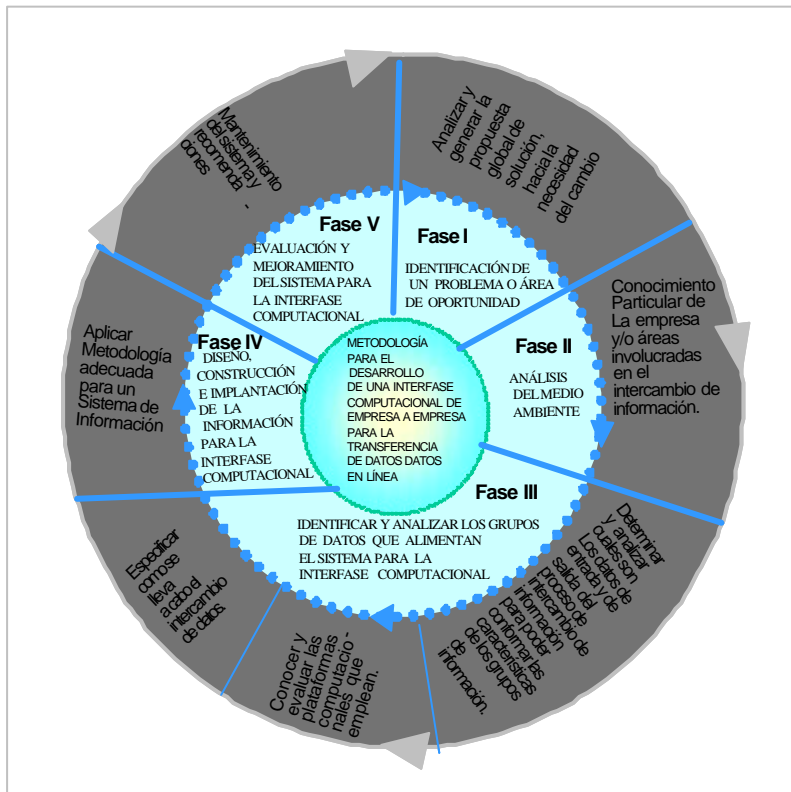 Analizar y
generar la
propuesta
global de
solución,
hacia la
necesidad
del cambio
Fase I
IDENTIFICACIÓN DE
UN PROBLEMA O ÁREA
DE OPORTUNIDAD
Conocimiento
Particular de
La empresa
y/o áreas
involucradas
en el
intercambio de
información.
Fase II
ANÁLISIS
DEL MEDIO
AMBIENTE
Determinar
y analizar
cuales son
Los datos de
entrada y de
salida del
proceso de
intercambio de
información
para poder
conformar las
características
de los grupos
de
información.
Fase III
IDENTIFICAR Y ANALIZAR LOS GRUPOS
DE DATOS QUE ALIMENTAN
EL SISTEMA PARA LA
INTERFASE COMPUTACIONAL
Conocer y
evaluar las
plataformas
computacio-
nales que
emplean.
Especificar
como se
lleva
a cabo el
intercambio
de datos.
Fase IV
DISEÑO,
CONSTRUCCIÓN
E IMPLANTACIÓN
DE LA
INFORMACIÓN
PARA LA
INTERFASE
COMPUTACIONAL
Aplicar
Metodología
adecuada
para un
Sistema de
Información
Fase V
EVALUACIÓN Y
MEJORAMIENTO
DEL SISTEMA PARA
LA INTERFASE
COMPUTACIONAL
Mantenimiento
del sistema y -
recomenda
ciones
METODOLOGÍA
PARA EL
DESARROLLO
DE UNA INTERFASE
COMPUTACIONAL DE
EMPRESA A EMPRESA
PARA LA
TRANSFERENCIA
DE DATOS DATOS
EN LÍNEA